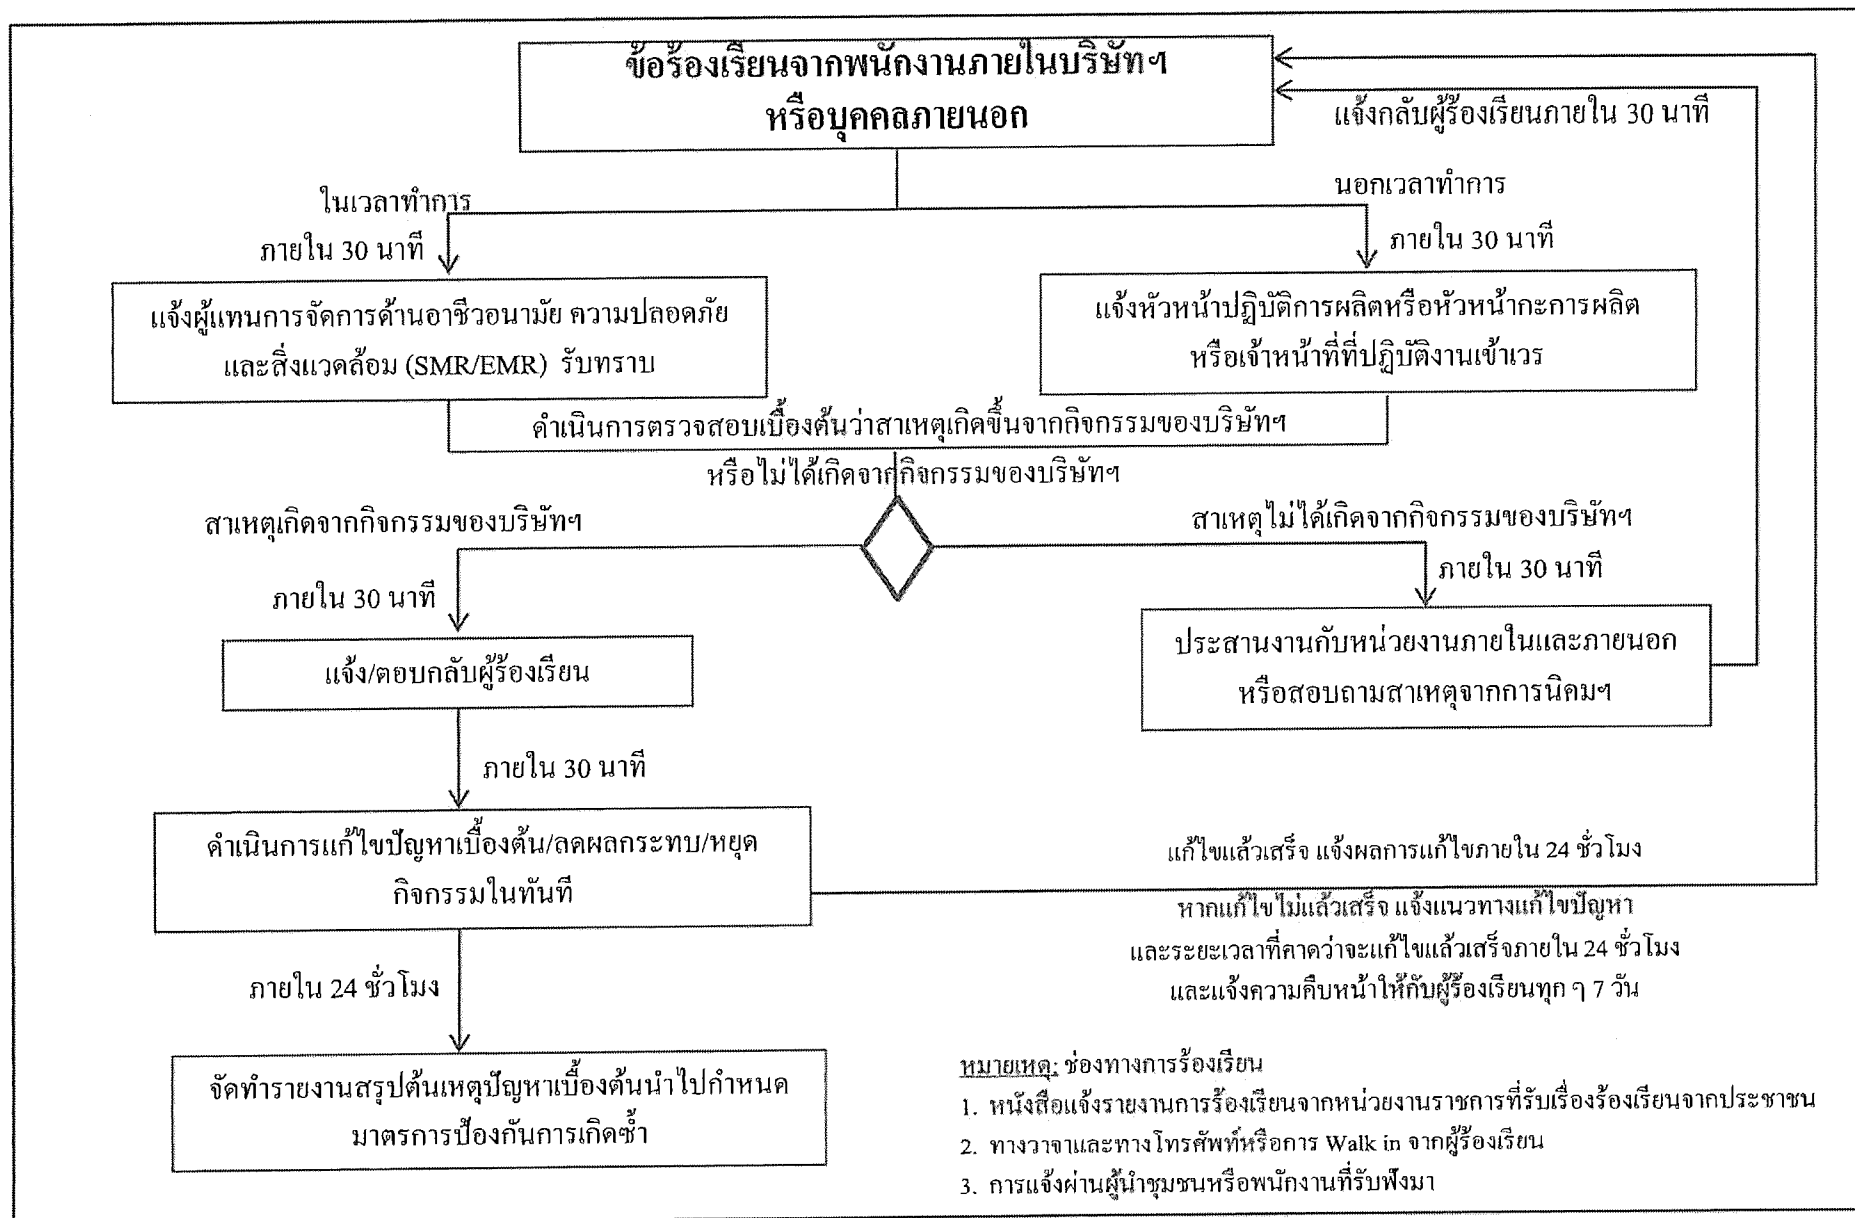 ข้อร้องเรียนจากพนักงานภายในบริษัทฯ
หรือบุคคลภายนอก
แจ้งกลับผู้ร้องเรียนภายใน 30 นาที
ในเวลาทำการ
นอกเวลาทำการ
ภายใน 30 นาที
ภายใน 30 นาที
แจ้งผู้แทนการจัดการด้านอาชีวอนามัย ความปลอดภัย
และสิ่งแวดล้อม (SMR/EMR) รับทราบ
แจ้งหัวหน้าปฏิบัติการผลิตหรือหัวหน้ากะการผลิต
หรือเจ้าหน้าที่ที่ปฏิบัติงานเข้าเวร
ดำเนินการตรวจสอบเบื้องต้นว่าสาเหตุเกิดขึ้นจากกิจกรรมของบริษัทฯ
หรือไม่ได้เกิดจากกิจกรรมของบริษัทฯ
สาเหตุเกิดจากกิจกรรมของบริษัทฯ
สาเหตุไม่ได้เกิดจากกิจกรรมของบริษัทฯ
ภายใน 30 นาที
ภายใน 30 นาที
แจ้ง/ตอบกลับผู้ร้องเรียน
ประสานงานกับหน่วยงานภายในและภายนอก
หรือสอบถามสาเหตุจากการนิคมฯ
ภายใน 30 นาที
ดำเนินการแก้ไขปัญหาเบื้องต้น/ลดผลกระทบ/หยุด
กิจกรรมในทันที
แก้ไขแล้วเสร็จ แจ้งผลการแก้ไขภายใน 24 ชั่วโมง
หากแก้ไขไม่แล้วเสร็จ แจ้งแนวทางแก้ไขปัญหา
และระยะเวลาที่คาดว่าจะแก้ไขแล้วเสร็จภายใน 24 ชั่วโมง
และแจ้งความคืบหน้าให้กับผู้ร้องเรียนทุก ๆ 7 วัน
ภายใน 24 ชั่วโมง
จัดทำรายงานสรุปต้นเหตุปัญหาเบื้องต้นนำไปกำหนด
มาตรการป้องกันการเกิดซ้ำ
หมายเหตุ: ช่องทางการร้องเรียน
1. หนังสือแจ้งรายงานการร้องเรียนจากหน่วยงานราชการที่รับเรื่องร้องเรียนจากประชาชน
2. ทางวาจาและทางโทรศัพท์หรือการ Walk in จากผู้ร้องเรียน
3. การแจ้งผ่านผู้นำชุมชนหรือพนักงานที่รับฟังมา